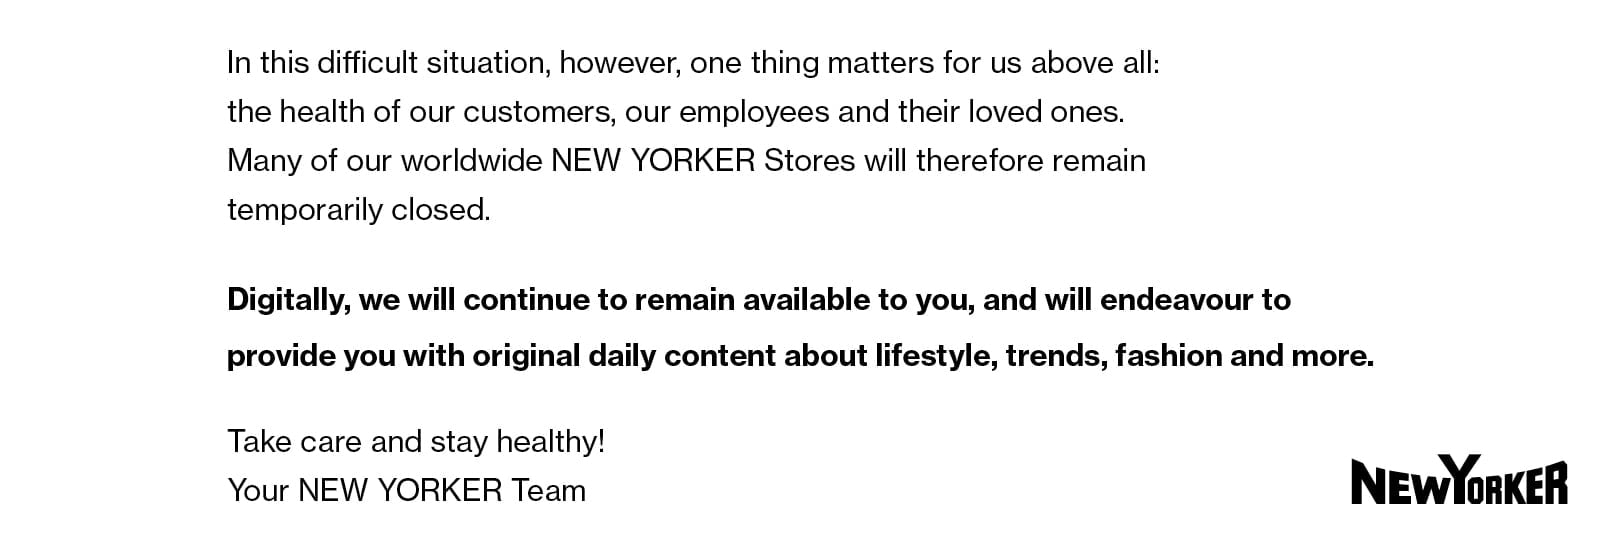 In this difficult situation, however, one thing matters for us above all:
the health of our customers, our employees and their loved ones.
Many of our worldwide NEW YORKER Stores will therefore remain
temporarily closed.
Digitally, we will continue to remain available to you, and will endeavour to
provide you with original daily content about lifestyle, trends, fashion and more.
Take care and stay healthy!
Your NEW YORKER Team
NEWYORKER